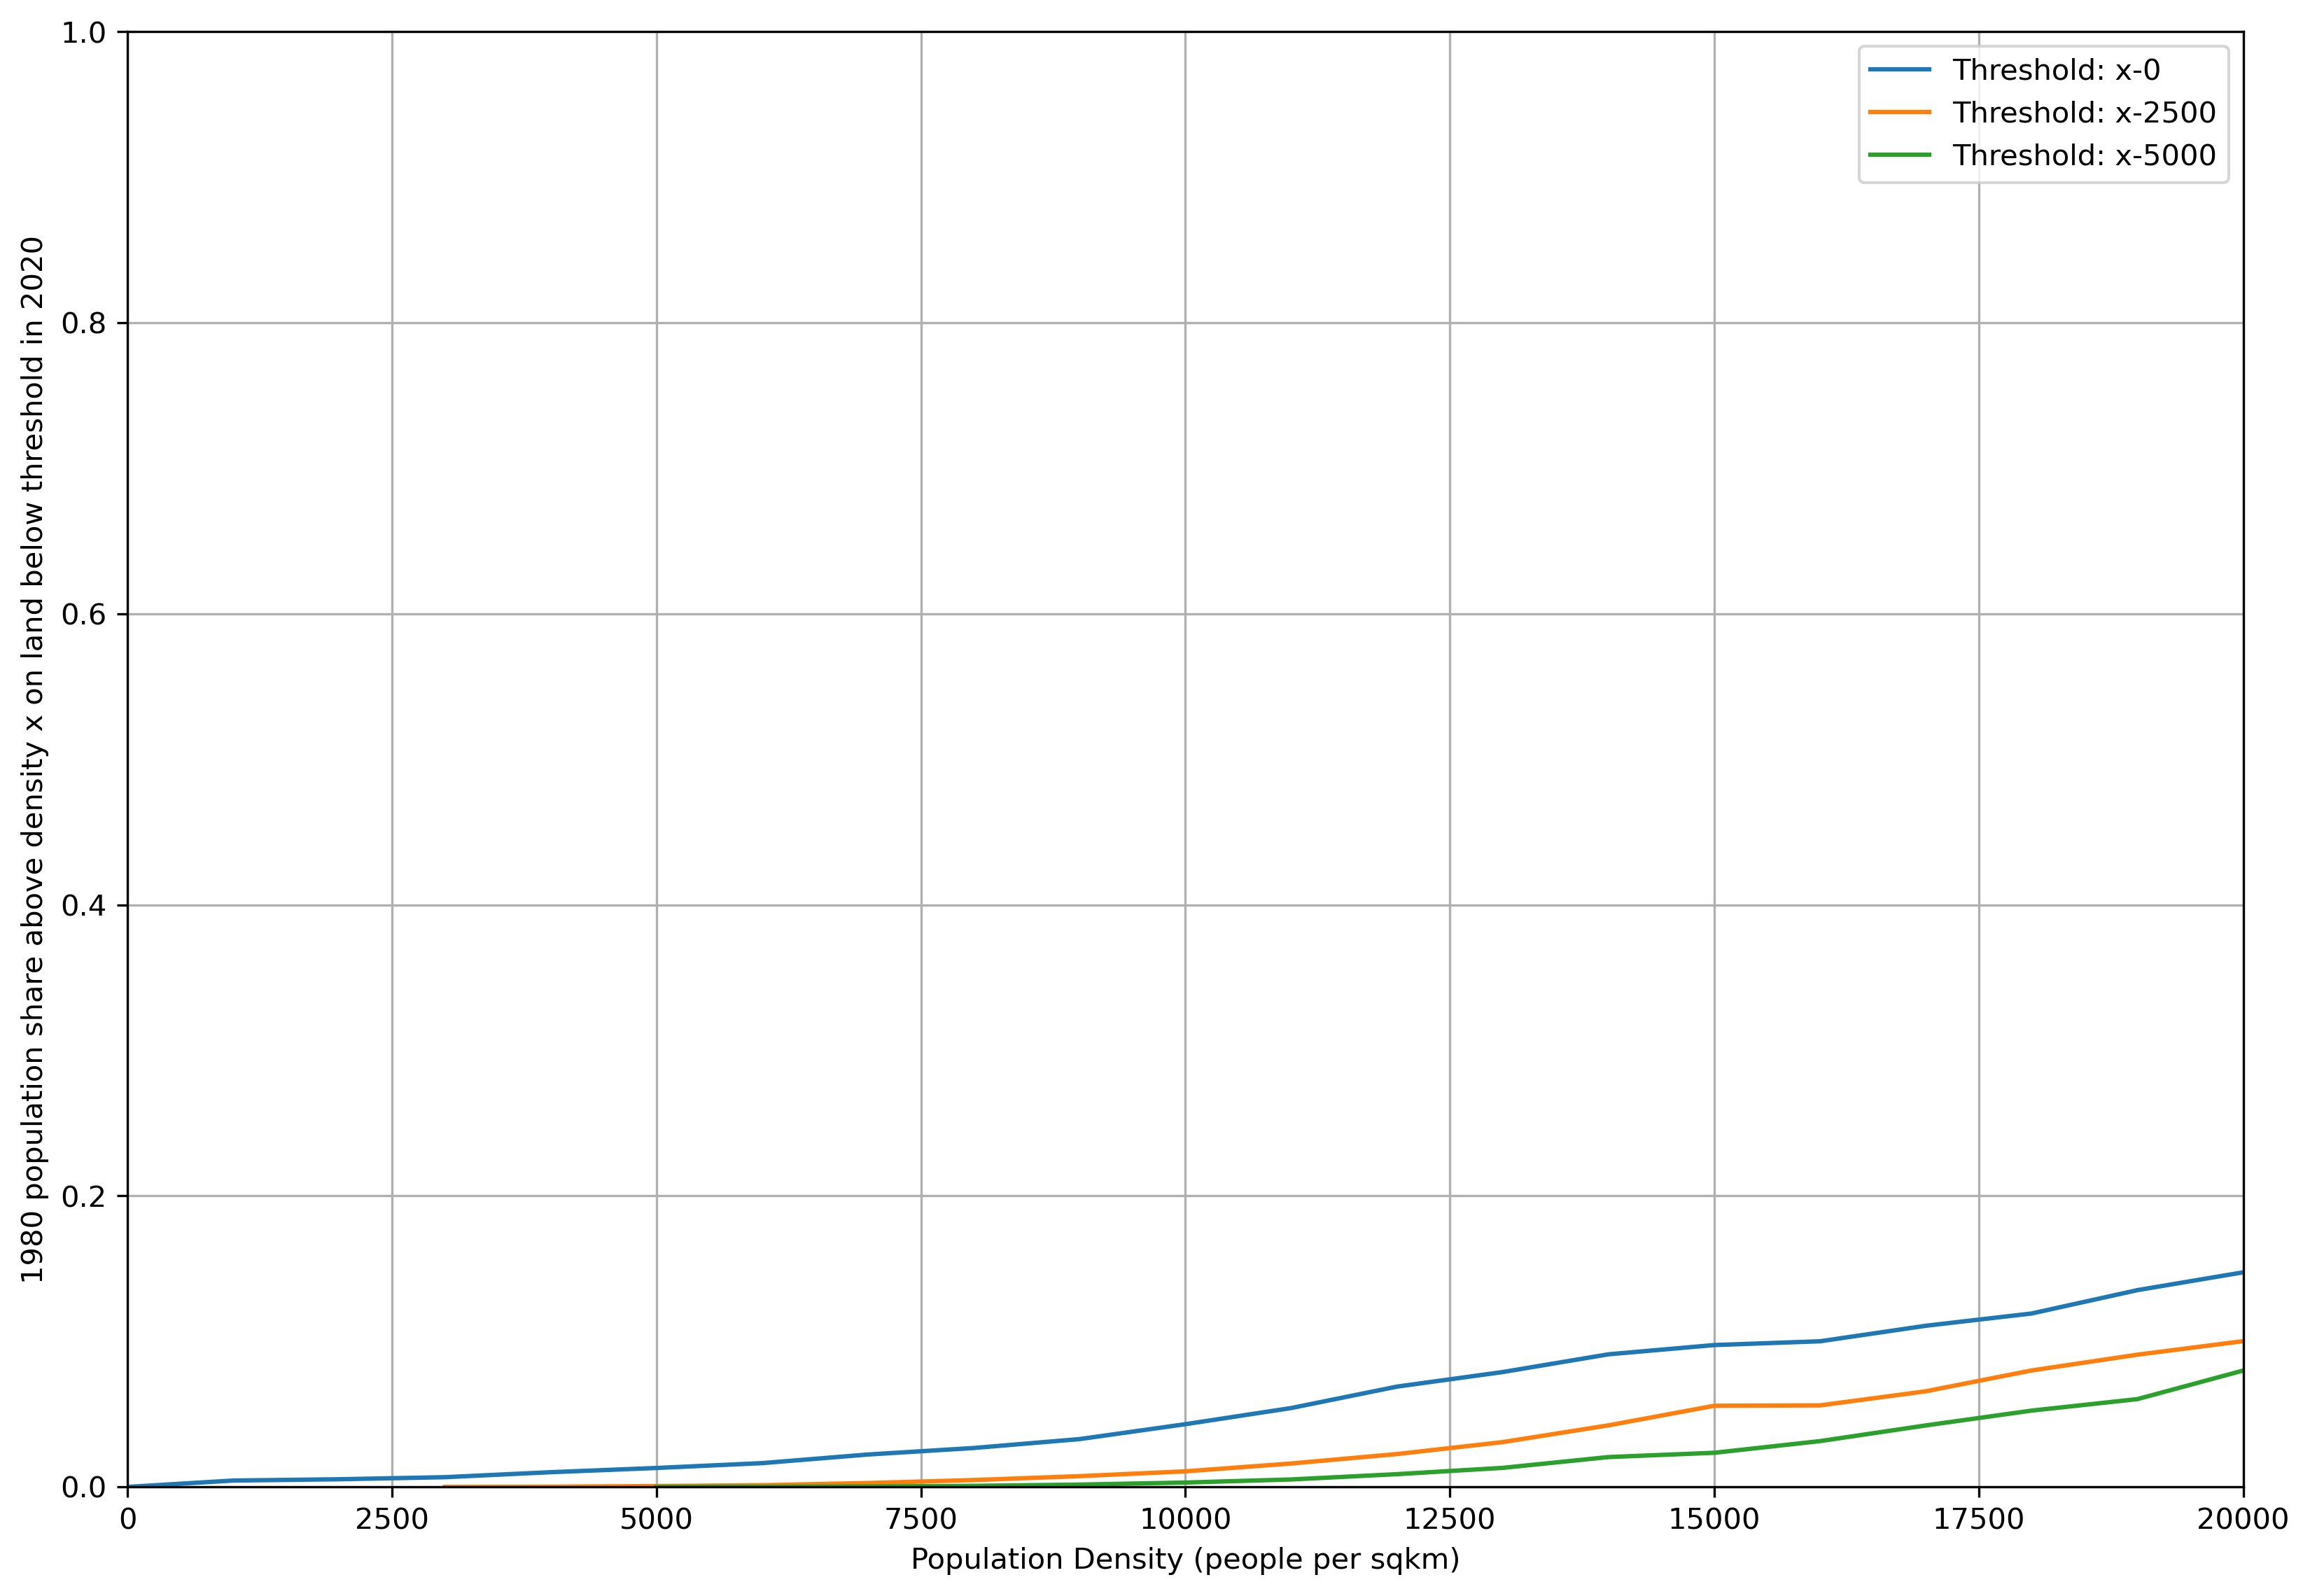 1.0
0.8
0.6
0.4
0.2
0.0
1980 population share above density x on land below threshold in 2020
Threshold: x-0
Threshold: x-2500
Threshold: x-5000
0 2500 5000 7500 10000 12500 15000 17500 20000
Population Density (people per sqkm)